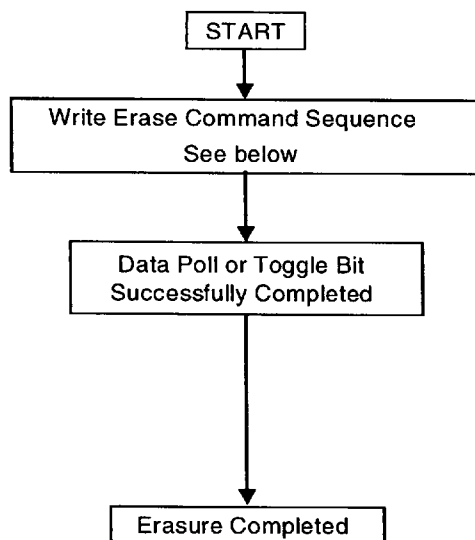 START
Write Erase Command Sequence
See below
Data Poll or Toggle Bit
Successfully Completed
Erasure Completed